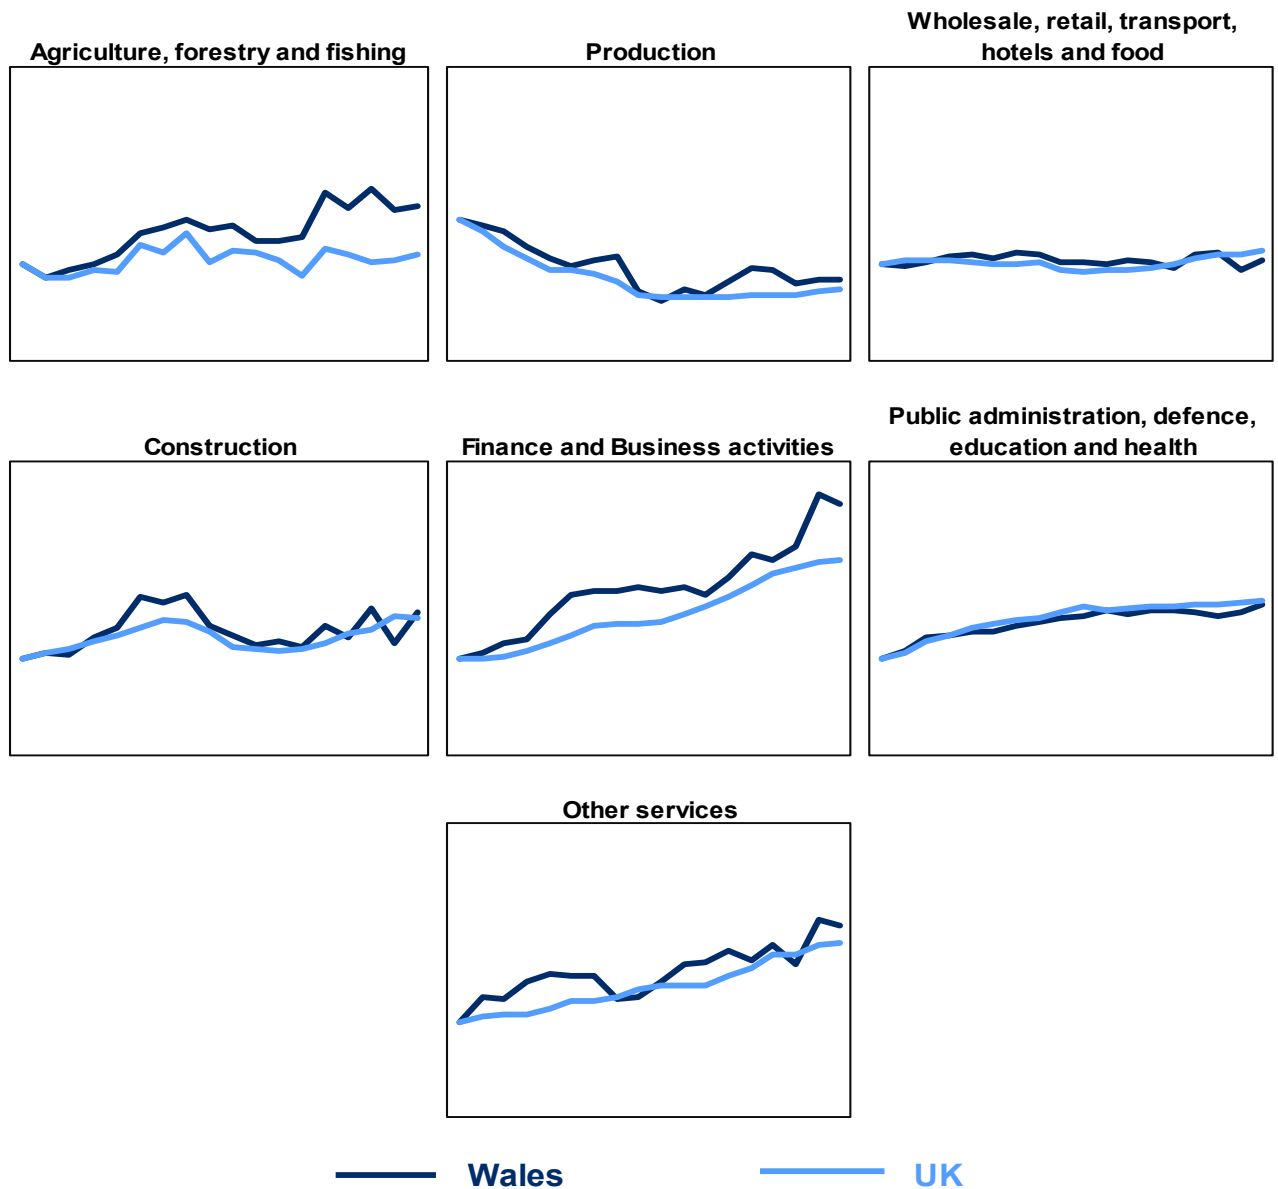 Agriculture, forestry and fishing
Production
Wholesale, retail, transport,
hotels and food
Construction
Finance and Business activities
Public administration, defence,
education and health
Other services
Wales
UK